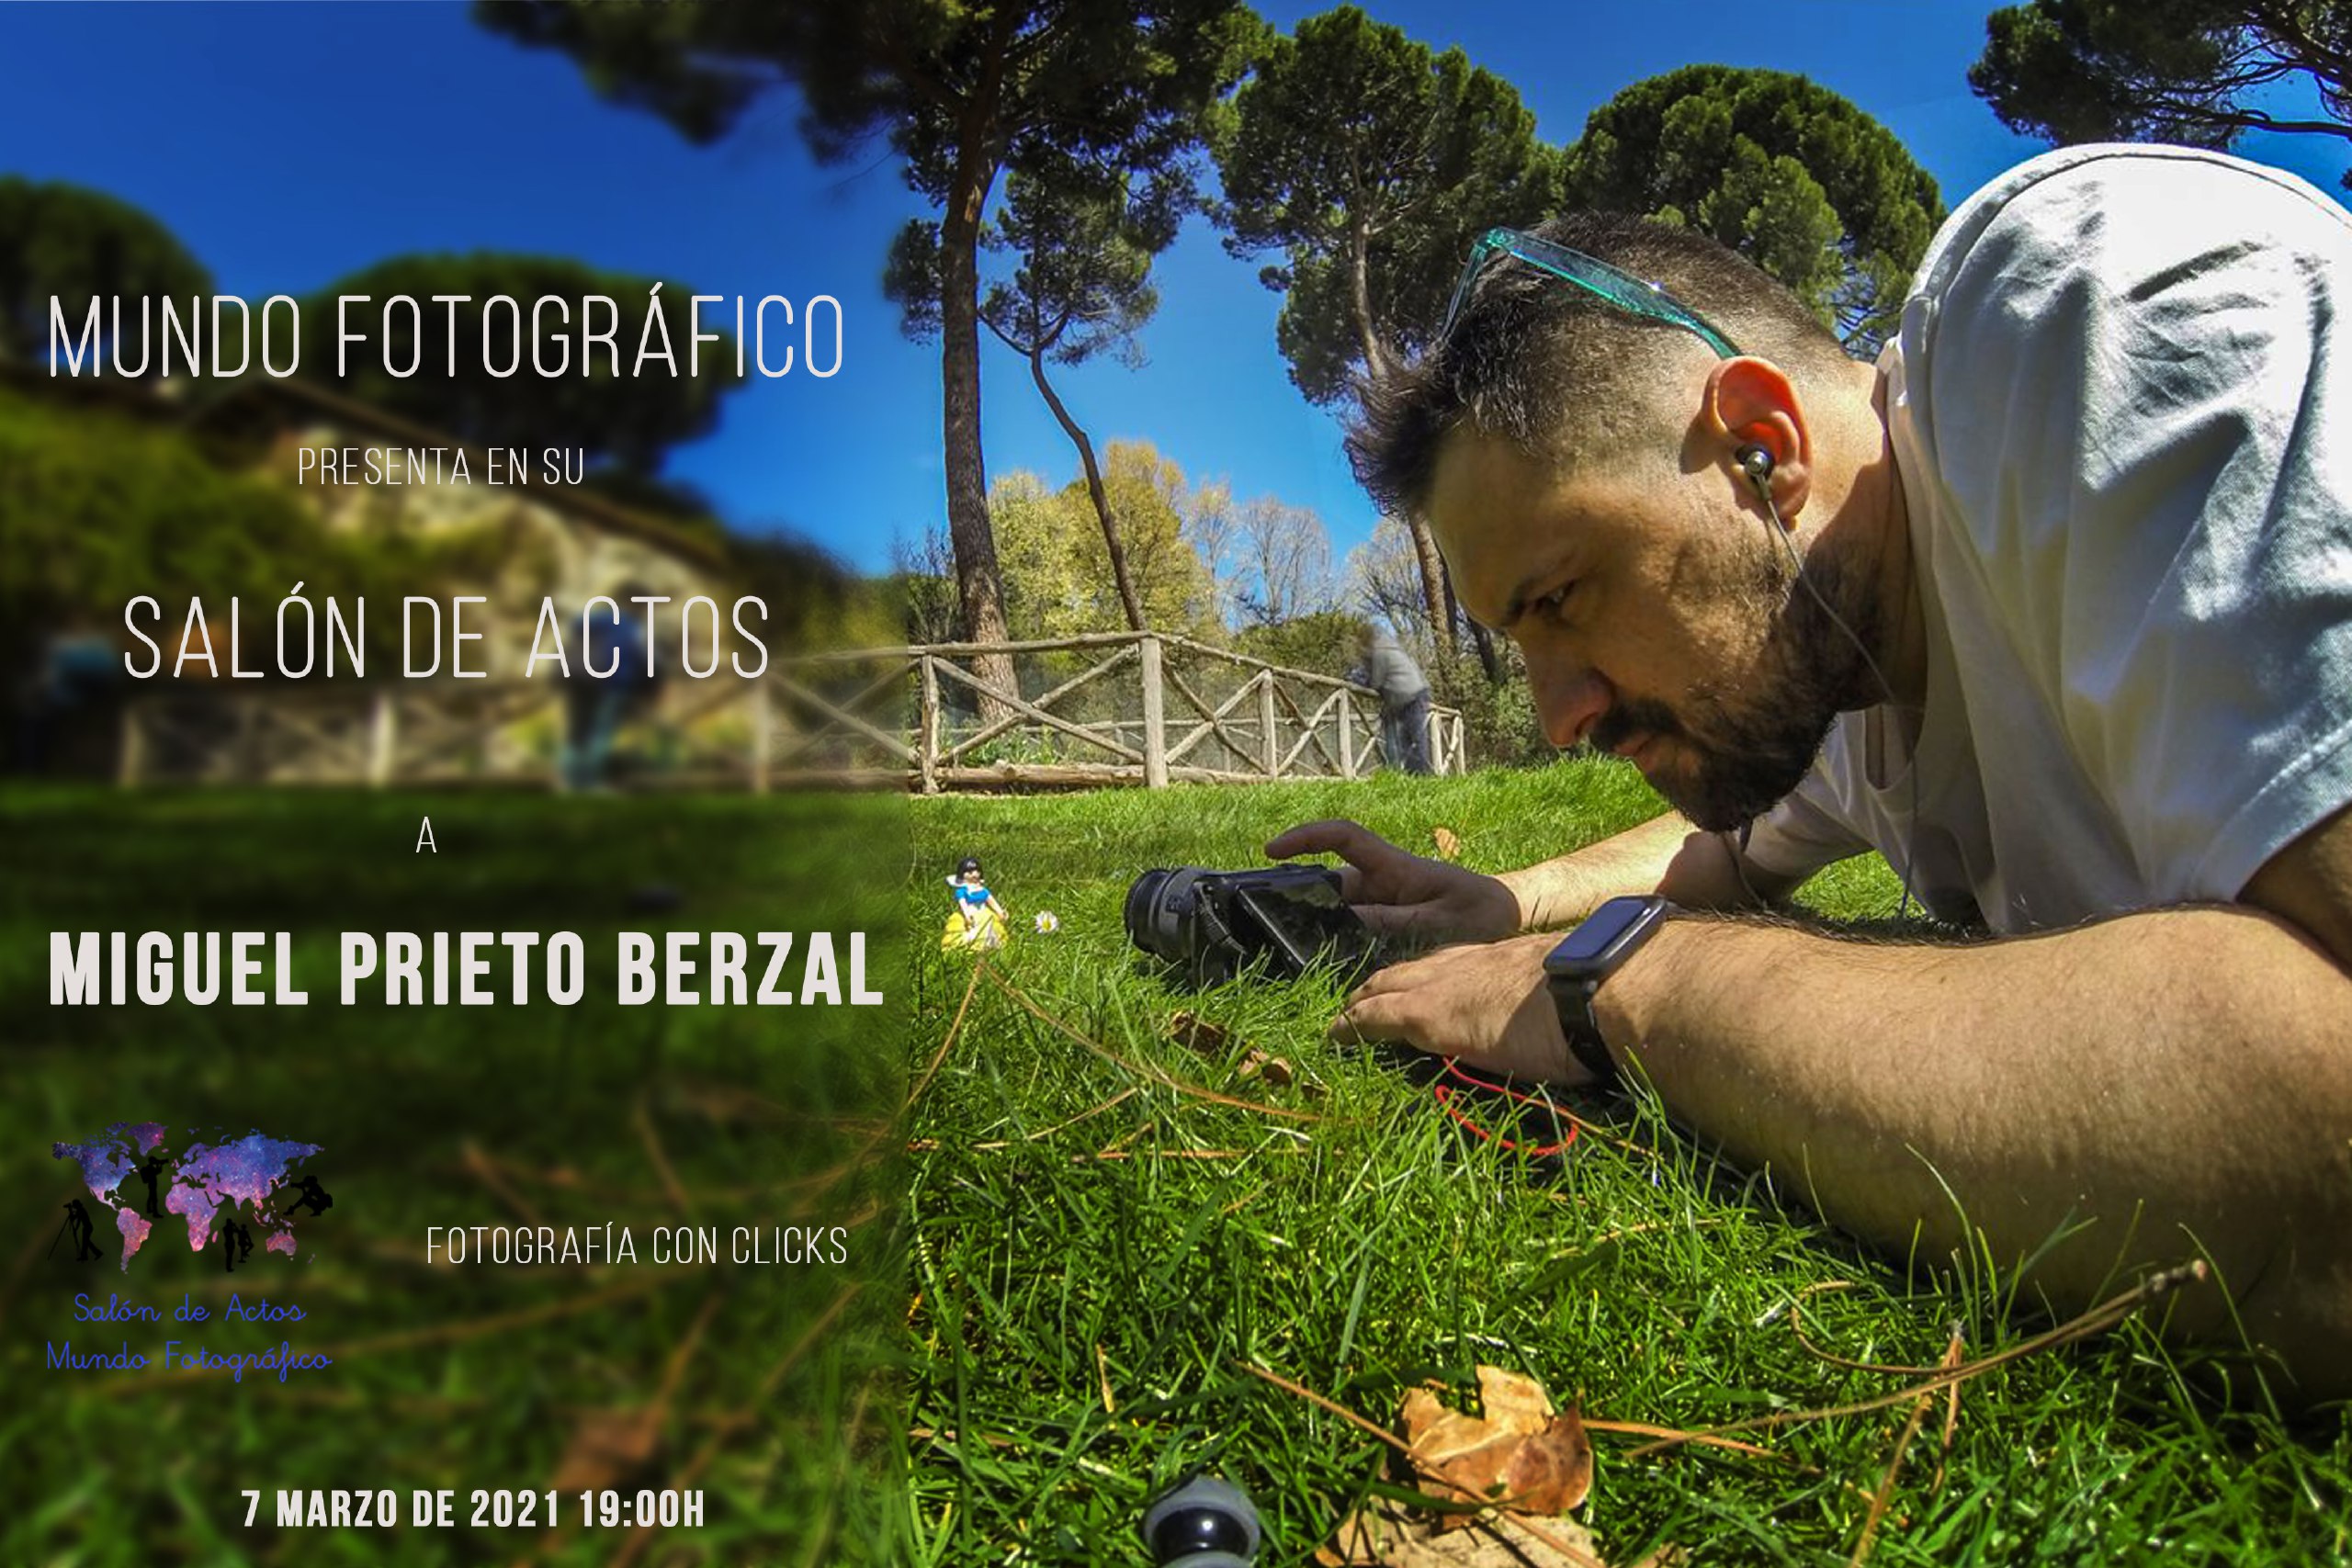 MUNDO FOTOGRÁFICO
PRESENTA EN SU
SALÓN DE ACTOS
A
MIGUEL PRIETO BERZAL
FOTOGRAFÍA CON CLICKS
Salón de Actos
Mundo Fotográfico
7 MARZO DE 2021 19:00H